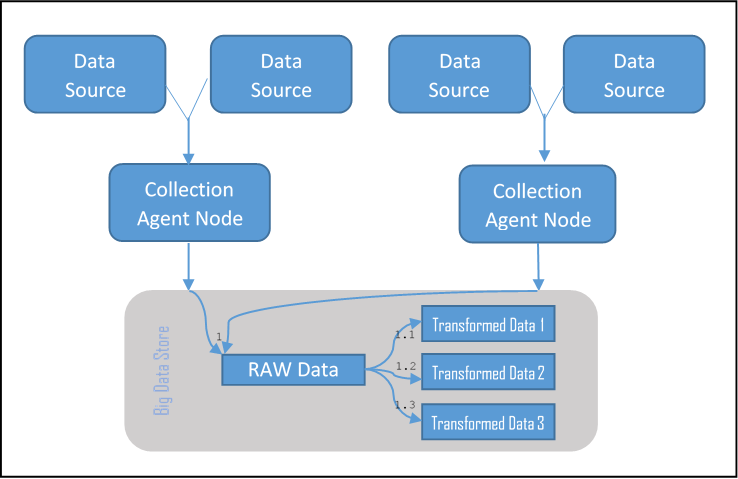 Data
Source
Data
Source
Data
Source
Data
Source
Collection
Agent Node
Collection
Agent Node
Big Data Store
1
RAW Data
1.1
1.2
1.3
Transformed Data 1
Transformed Data 2
Transformed Data 3